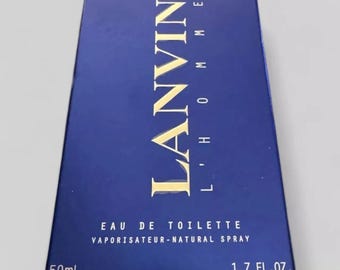 LANVIN
L'HOMME
EAU DE TOILETTE
VAPORISATEUR-NATURAL SPRAY
50ml
1.7 FL OZ